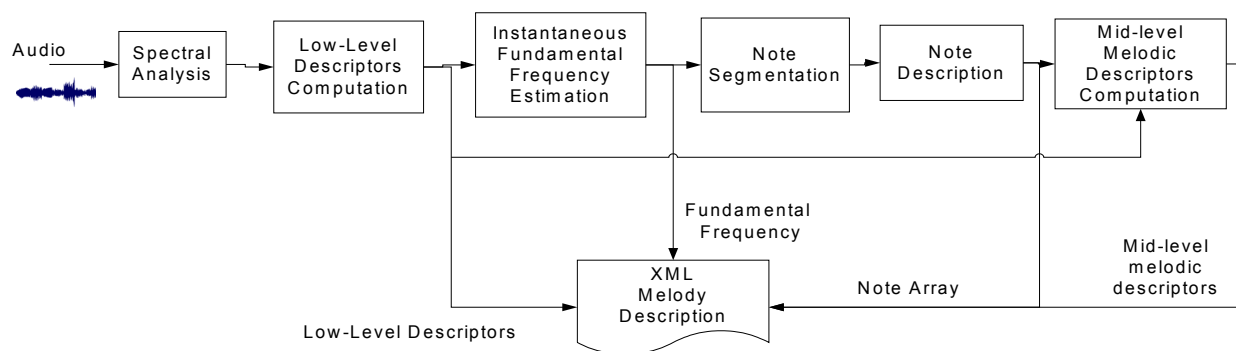 Audio
Spectral
Analysis
Low-Level
Descriptors
Computation
Instantaneous
Fundamental
Frequency
Estimation
Note
Segmentation
Note
Description
Mid-level
Melodic
Descriptors
Computation
Fundamental
Frequency
XML
Melody
Description
Low-Level Descriptors
Note Array
Mid-level
melodic
descriptors